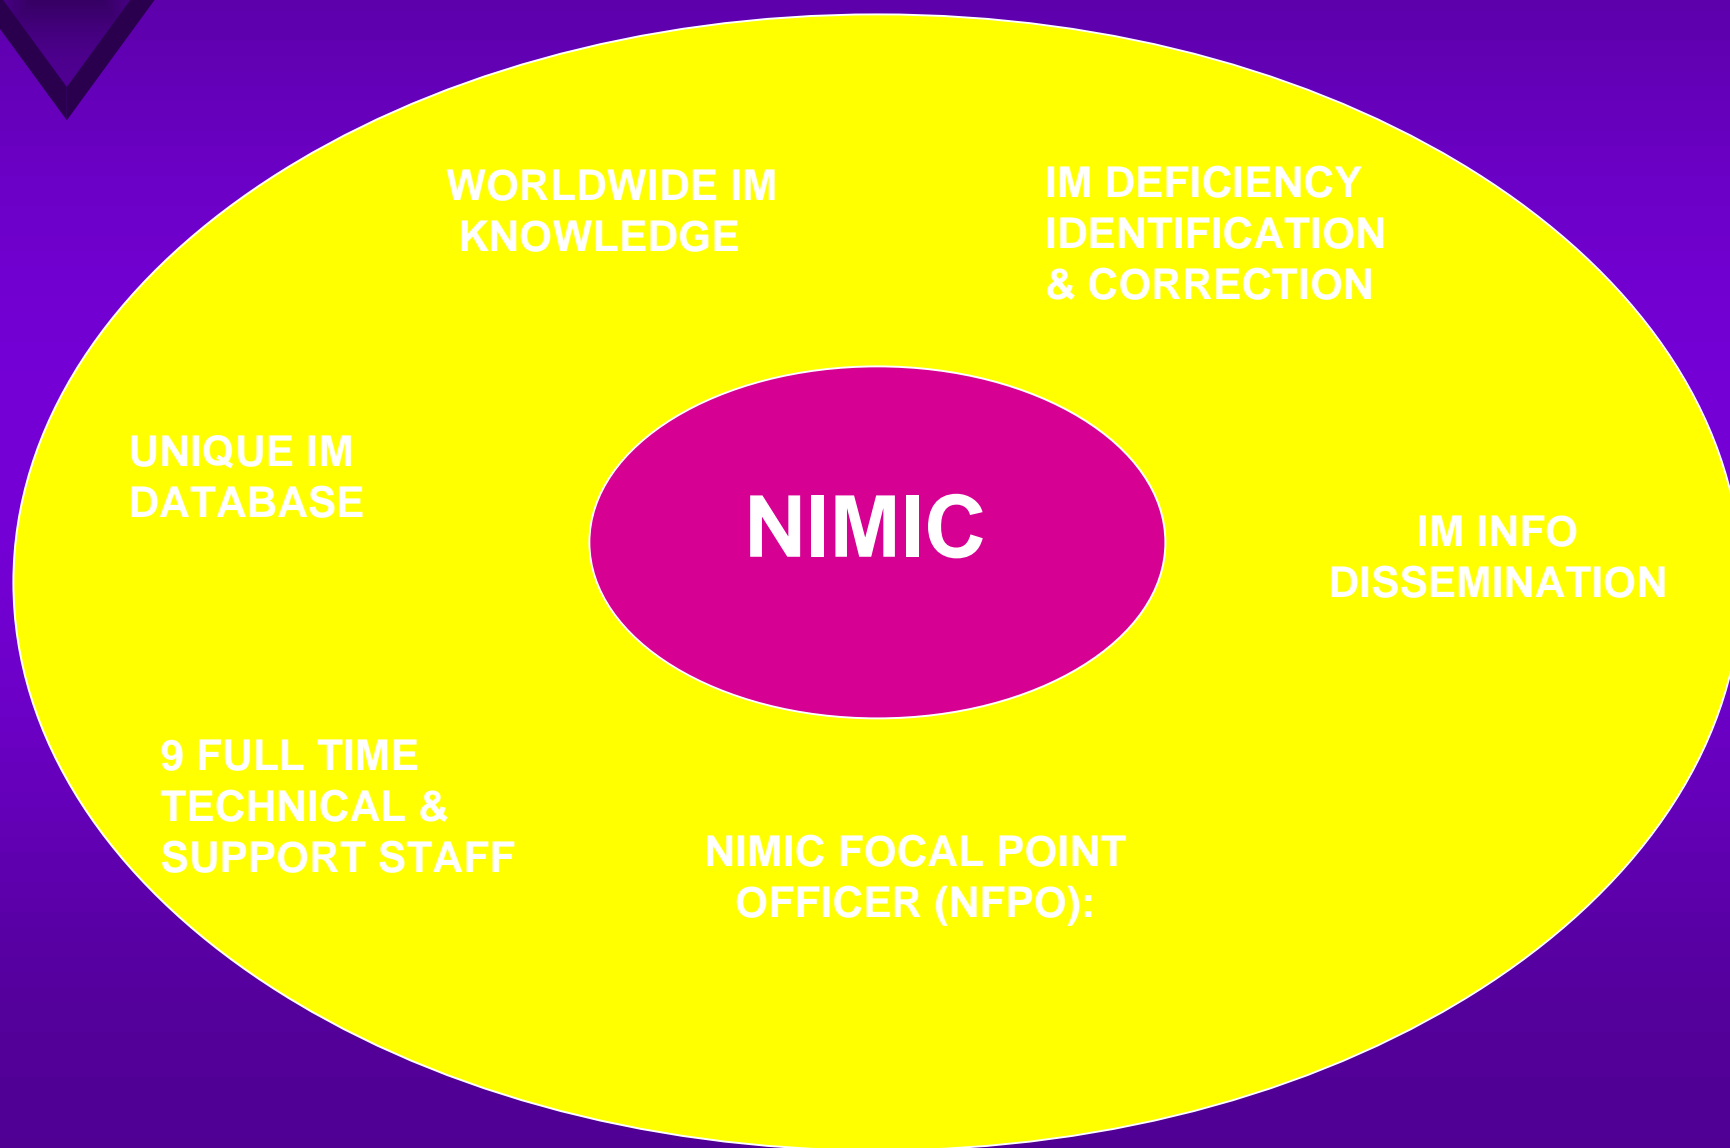 WORLDWIDE IM
KNOWLEDGE
IM DEFICIENCY
IDENTIFICATION
& CORRECTION
UNIQUE IM
DATABASE
NIMIC
IM INFO
DISSEMINATION
9 FULL TIME
TECHNICAL &
SUPPORT STAFF
NIMIC FOCAL POINT
OFFICER (NFPO):